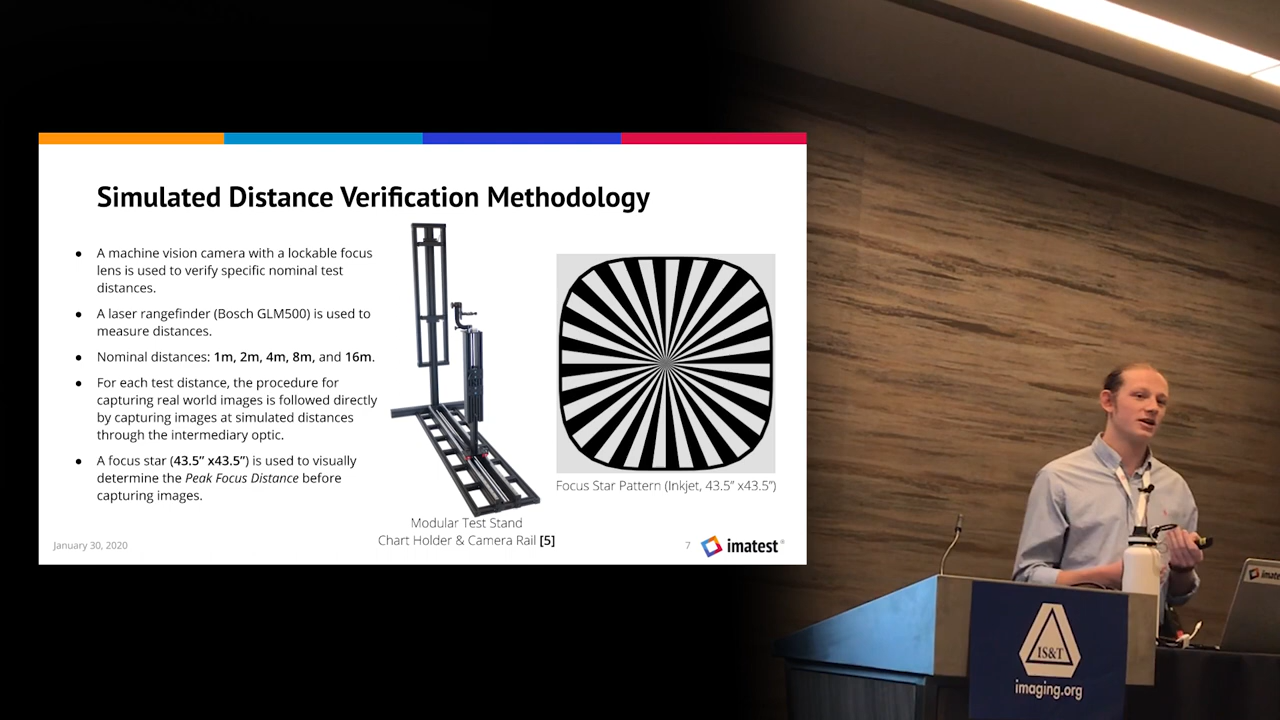 Simulated Distance Verification Methodology
● A machine vision camera with a lockable focus
lens is used to verify specific nominal test
distances.
● A laser rangefinder (Bosch GLM500) is used to
measure distances.
● Nominal distances: 1m, 2m, 4m, 8m, and 16m.
● For each test distance, the procedure for
capturing real world images is followed directly
by capturing images at simulated distances
through the intermediary optic.
● A focus star (43.5” x43.5”) is used to visually
determine the Peak Focus Distance before
capturing images.
Modular Test Stand
Chart Holder & Camera Rail [5]
Focus Star Pattern (Inkjet, 43.5” x43.5”)
January 30, 2020
7
imatest®
IS&T
imaging.org